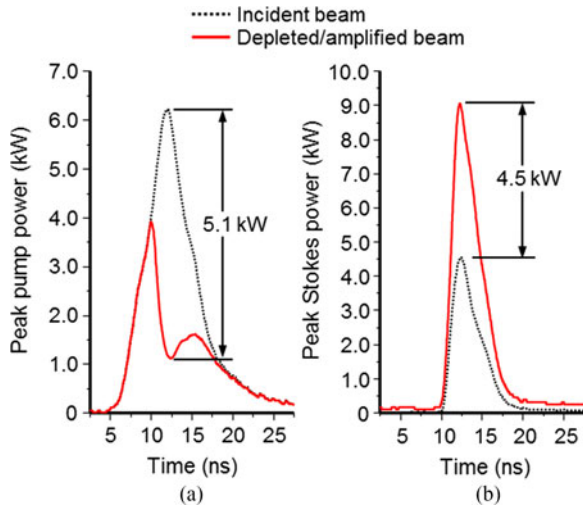 Incident beam
Depleted/amplified beam
Peak pump power (kW)
7.0
6.0
5.0
4.0
3.0
2.0
1.0
0
5.1 kW
5 10 15 20 25
Time (ns)
(a)
Peak Stokes power (kW)
10.0
9.0
8.0
7.0
6.0
5.0
4.0
3.0
2.0
1.0
0
4.5 kW
5 10 15 20 25
Time (ns)
(b)